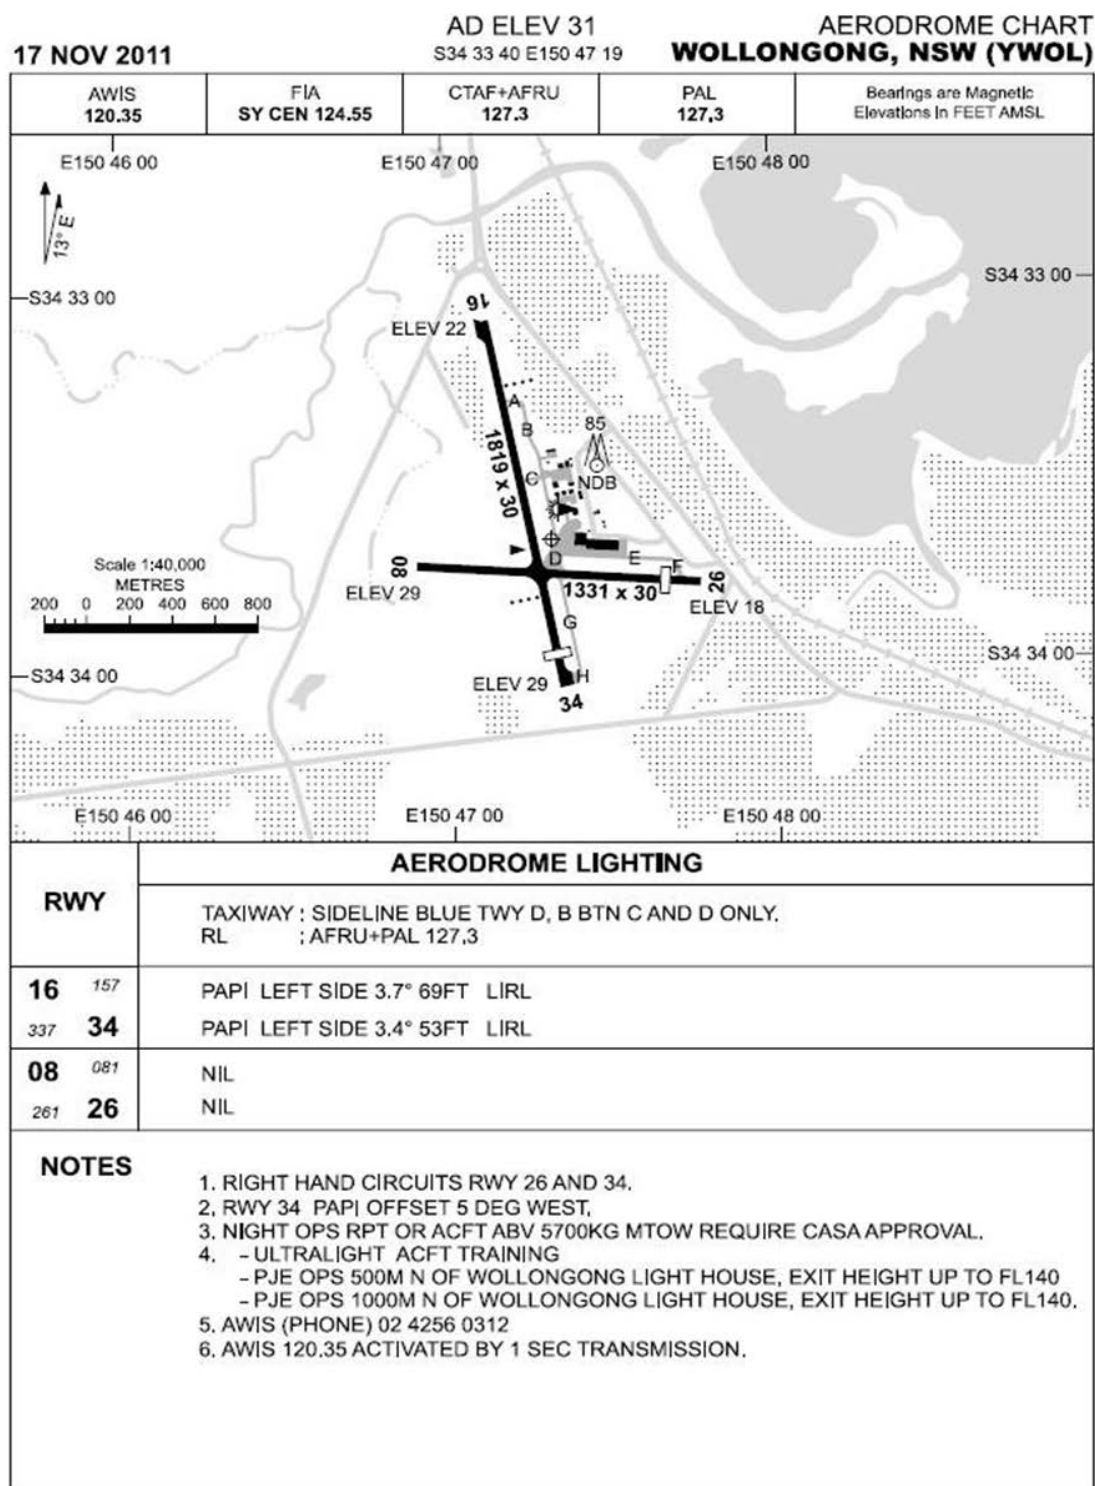 AD ELEV 31
AERODROME CHART
17 NOV 2011
S34 33 40 E150 47 19
WOLLONGONG, NSW (YWOL)
AWIS
120.35
FIA
SY CEN 124.55
CTAF+AFRU
127.3
PAL
127.3
Bearings are Magnetic
Elevations in FEET AMSL
E150 46 00
E150 47 00
E150 48 00
13° E
S34 33 00
S34 33 00
16
ELEV 22
A
B
85
1819 x 30
C
NDB
Scale 1:40,000
METRES
200 0 200 400 600 800
08
ELEV 29
D
E
F
26
1331 x 30
ELEV 18
G
S34 34 00
S34 34 00
ELEV 29
H
34
E150 46 00
E150 47 00
E150 48 00
RWY
AERODROME LIGHTING
TAXIWAY : SIDELINE BLUE TWY D, B BTN C AND D ONLY.
RL : AFRU+PAL 127.3
16 157 PAPI LEFT SIDE 3.7° 69FT LIRL
337 34 PAPI LEFT SIDE 3.4° 53FT LIRL
08 081 NIL
261 26 NIL
NOTES
1. RIGHT HAND CIRCUITS RWY 26 AND 34.
2. RWY 34 PAPI OFFSET 5 DEG WEST.
3. NIGHT OPS RPT OR ACFT ABV 5700KG MTOW REQUIRE CASA APPROVAL.
4. - ULTRALIGHT ACFT TRAINING
- PJE OPS 500M N OF WOLLONGONG LIGHT HOUSE, EXIT HEIGHT UP TO FL140
- PJE OPS 1000M N OF WOLLONGONG LIGHT HOUSE, EXIT HEIGHT UP TO FL140.
5. AWIS (PHONE) 02 4256 0312
6. AWIS 120.35 ACTIVATED BY 1 SEC TRANSMISSION.